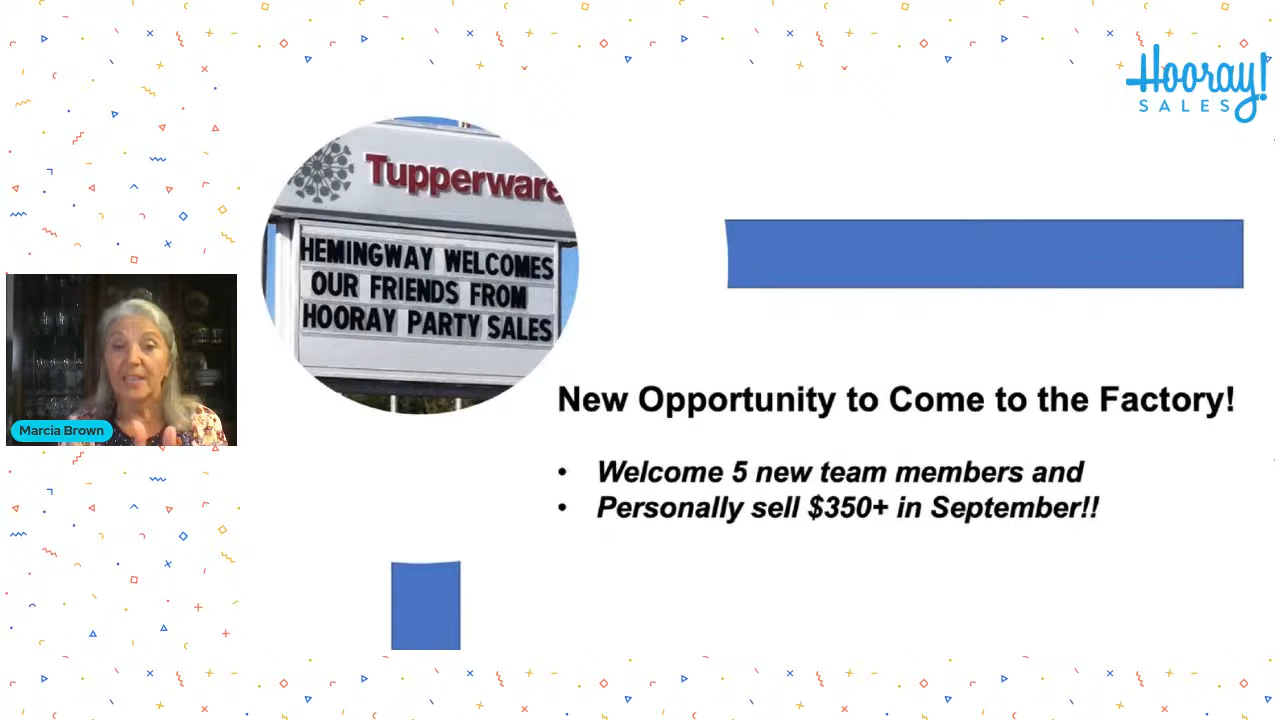 Hooray!
SALES
Tupperware
HEMINGWAY WELCOMES
OUR FRIENDS FROM
HOORAY PARTY SALES
New Opportunity to Come to the Factory!
• Welcome 5 new team members and
• Personally sell $350+ in September!!
Marcia Brown